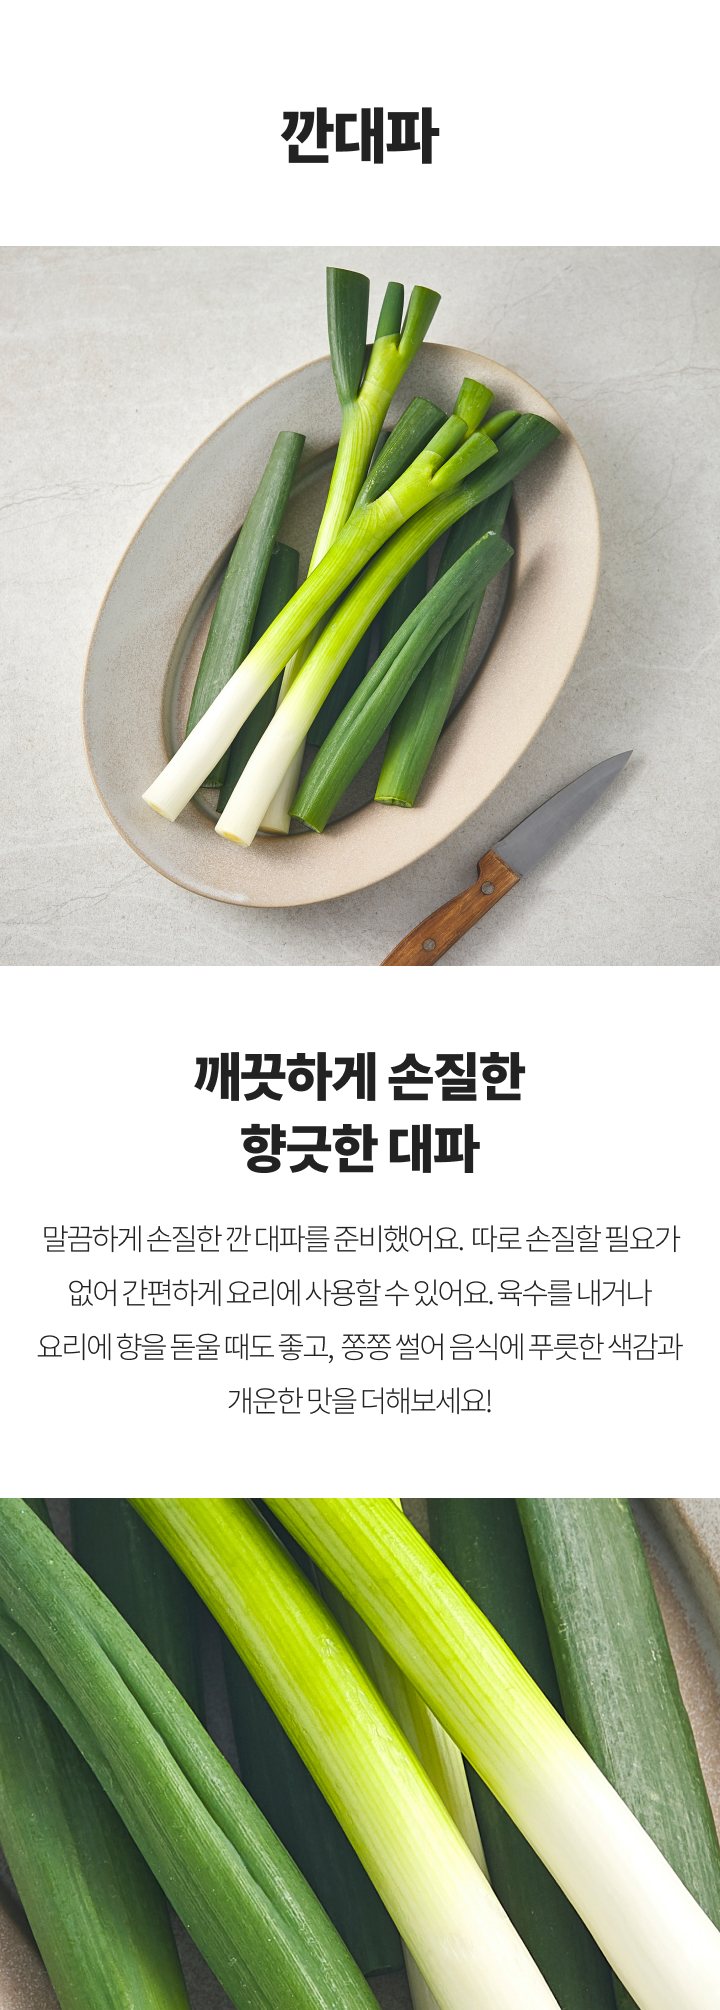 깐대파
깨끗하게 손질한
향긋한 대파
말끔하게 손질한 깐 대파를 준비했어요. 따로 손질할 필요가
없어 간편하게 요리에 사용할 수 있어요. 육수를 내거나
요리에 향을 돋울 때도 좋고, 쫑쫑 썰어 음식에 푸릇한 색감과
개운한 맛을 더해보세요!